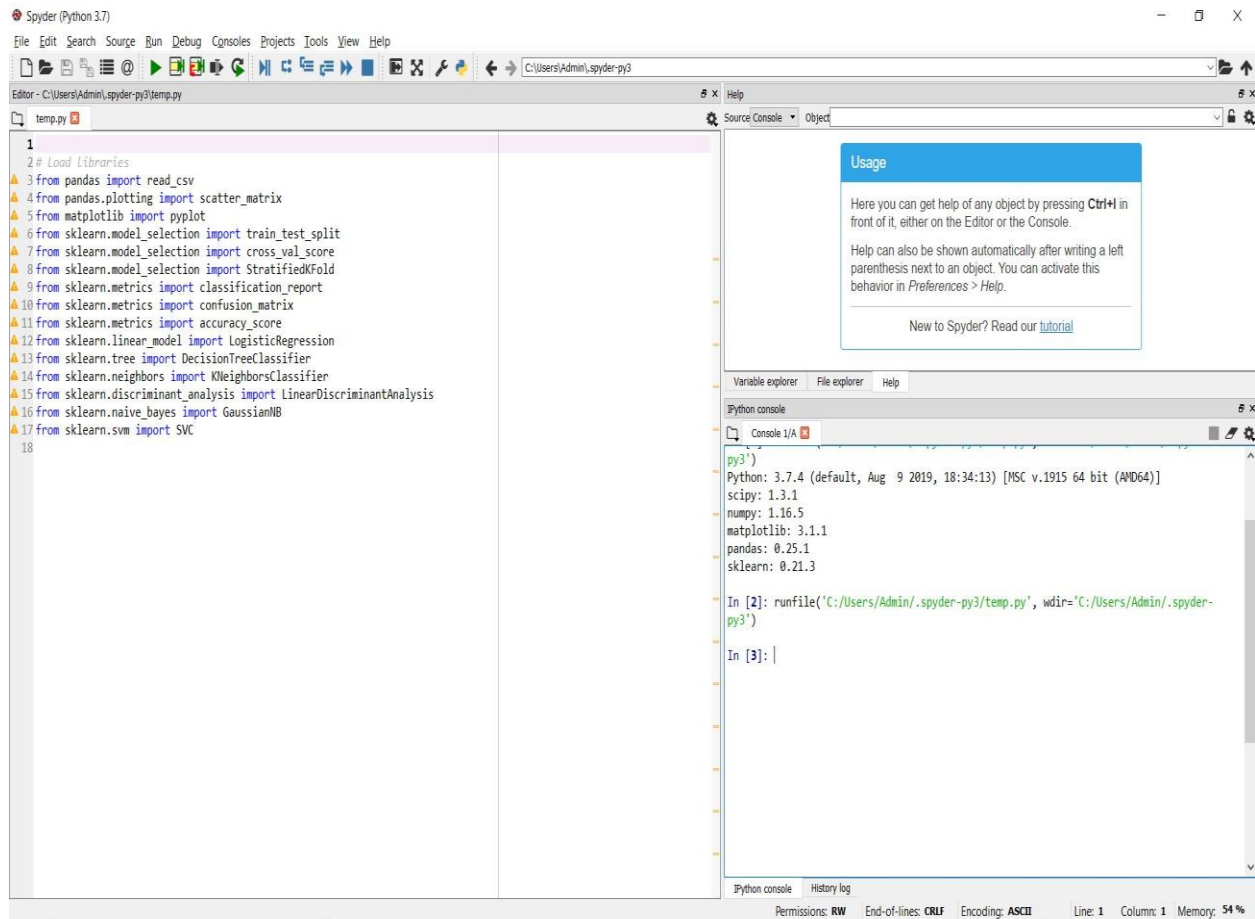 Spyder (Python 3.7)
File Edit Search Source Run Debug Consoles Projects Tools View Help
C:\Users\Admin\.spyder-py3
Editor - C:\Users\Admin\.spyder-py3\temp.py
temp.py
1
2 # Load Libraries
3 from pandas import read_csv
4 from pandas.plotting import scatter_matrix
5 from matplotlib import pyplot
6 from sklearn.model_selection import train_test_split
7 from sklearn.model_selection import cross_val_score
8 from sklearn.model_selection import StratifiedKFold
9 from sklearn.metrics import classification_report
10 from sklearn.metrics import confusion_matrix
11 from sklearn.metrics import accuracy_score
12 from sklearn.linear_model import LogisticRegression
13 from sklearn.tree import DecisionTreeClassifier
14 from sklearn.neighbors import KNeighborsClassifier
15 from sklearn.discriminant_analysis import LinearDiscriminantAnalysis
16 from sklearn.naive_bayes import GaussianNB
17 from sklearn.svm import SVC
18
Help
Source Console Object
Usage
Here you can get help of any object by pressing Ctrl+I in
front of it, either on the Editor or the Console.
Help can also be shown automatically after writing a left
parenthesis next to an object. You can activate this
behavior in Preferences > Help.
New to Spyder? Read our tutorial
Variable explorer File explorer Help
IPython console
Console 1/A
py3')
Python: 3.7.4 (default, Aug 9 2019, 18:34:13) [MSC v.1915 64 bit (AMD64)]
scipy: 1.3.1
numpy: 1.16.5
matplotlib: 3.1.1
pandas: 0.25.1
sklearn: 0.21.3
In [2]: runfile('C:/Users/Admin/.spyder-py3/temp.py', wdir='C:/Users/Admin/.spyder-
py3')
In [3]:
IPython console History log
Permissions: RW End-of-lines: CRLF Encoding: ASCII Line: 1 Column: 1 Memory: 54 %